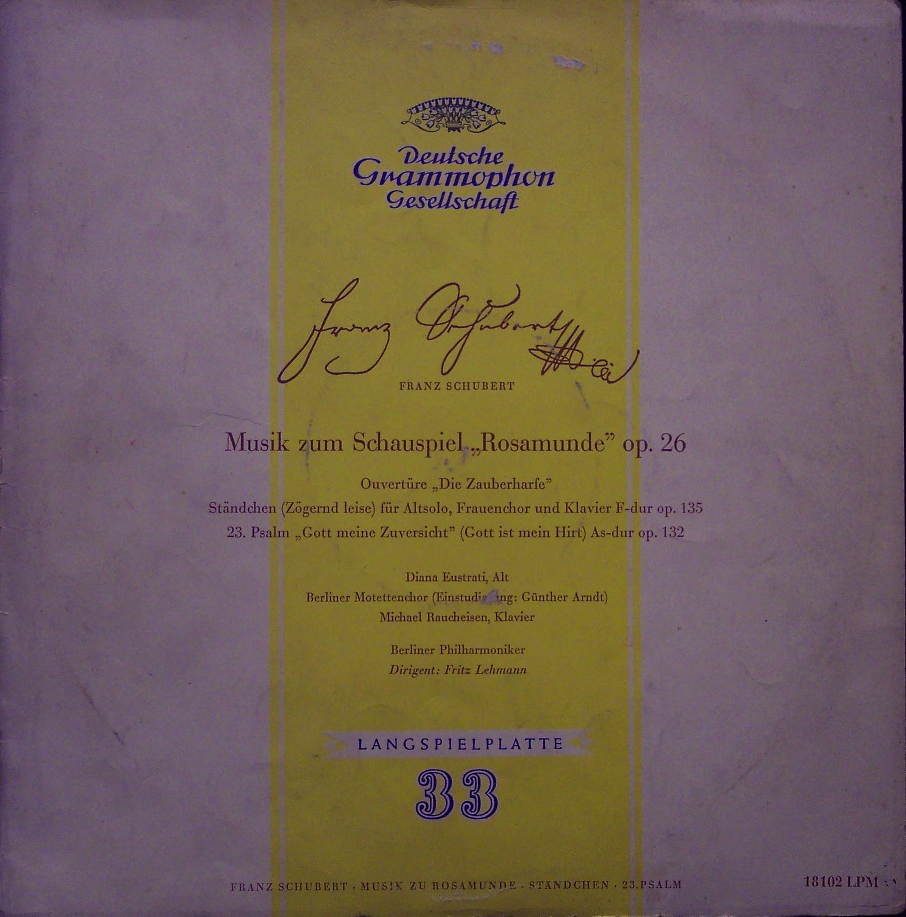 Deutsche
Grammophon
Gesellschaft
Franz Schubert
FRANZ SCHUBERT
Musik zum Schauspiel „Rosamunde” op. 26
Ouvertüre „Die Zauberharfe”
Ständchen (Zögernd leise) für Altsolo, Frauenchor und Klavier F-dur op. 135
23. Psalm „Gott meine Zuversicht” (Gott ist mein Hirt) As-dur op. 132
Diana Eustrati, Alt
Berliner Motettenchor (Einstudierung: Günther Arndt)
Michael Raucheisen, Klavier
Berliner Philharmoniker
Dirigent: Fritz Lehmann
LANGSPIELPLATTE
33
FRANZ SCHUBERT · MUSIK ZU ROSAMUNDE · STÄNDCHEN · 23. PSALM
18102 LPM